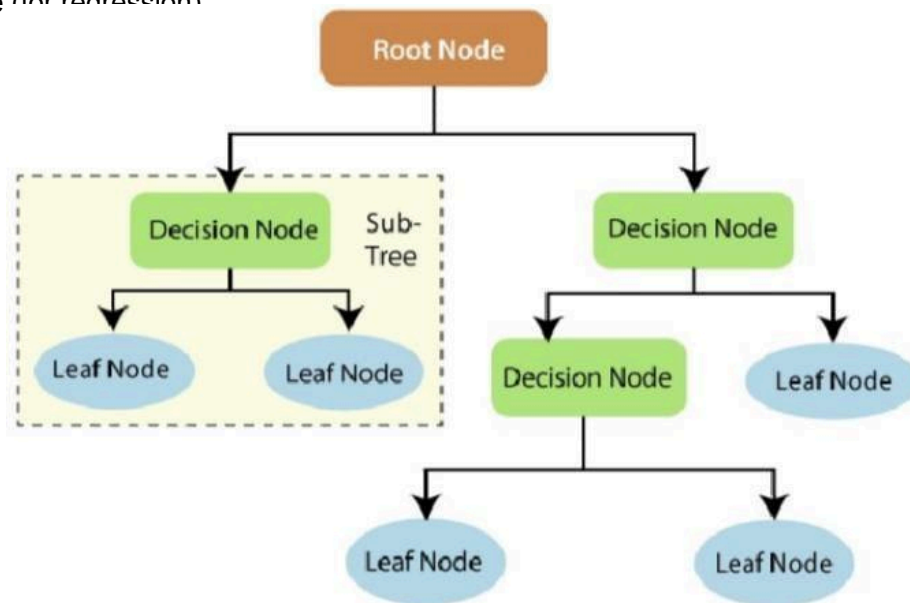 Root Node
Decision Node
Sub-
Tree
Decision Node
Leaf Node
Leaf Node
Decision Node
Leaf Node
Leaf Node
Leaf Node